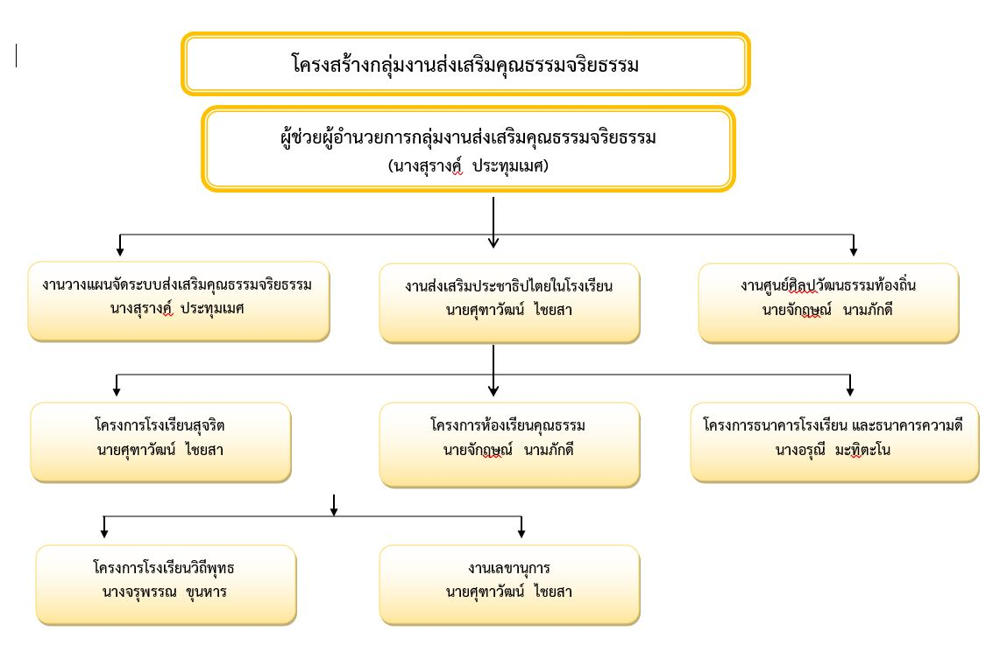 โครงสร้างกลุ่มงานส่งเสริมคุณธรรมจริยธรรม
ผู้ช่วยผู้อำนวยการกลุ่มงานส่งเสริมคุณธรรมจริยธรรม
(นางสุรางค์ ประทุมเมศ)
งานวางแผนจัดระบบส่งเสริมคุณธรรมจริยธรรม
นางสุรางค์ ประทุมเมศ
งานส่งเสริมประชาธิปไตยในโรงเรียน
นายศุฑาวัฒน์ ไชยสา
งานศูนย์ศิลปวัฒนธรรมท้องถิ่น
นายจักฤษณ์ นามภักดี
โครงการโรงเรียนสุจริต
นายศุฑาวัฒน์ ไชยสา
โครงการห้องเรียนคุณธรรม
นายจักฤษณ์ นามภักดี
โครงการธนาคารโรงเรียน และธนาคารความดี
นางอรุณี มะทิตะโน
โครงการโรงเรียนวิถีพุทธ
นางจรุพรรณ ขุนหาร
งานเลขานุการ
นายศุฑาวัฒน์ ไชยสา